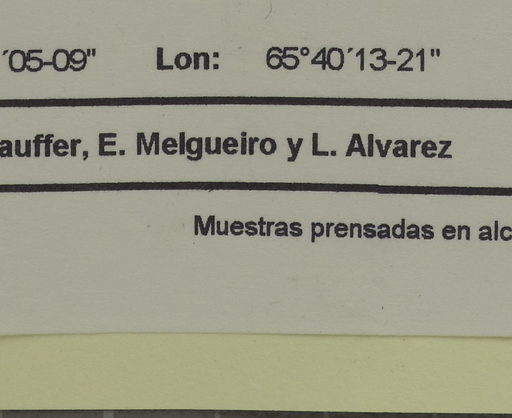 ´05-09" Lon: 65°40´13-21"
auffer, E. Melgueiro y L. Alvarez
Muestras prensadas en alc